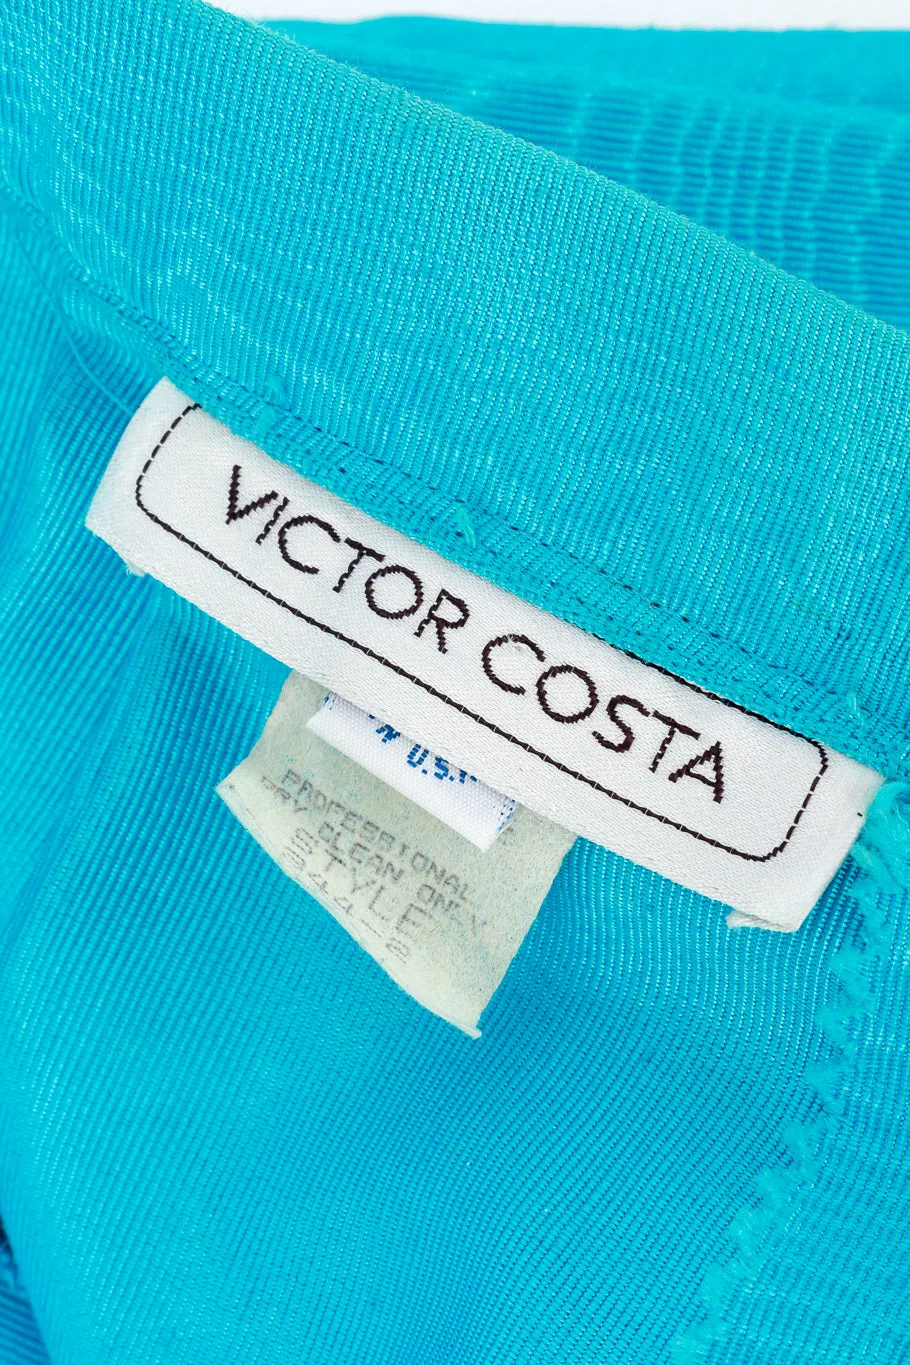 VICTOR COSTA
U.S.
PROFESSIONAL
DRY CLEAN ONLY
STYLE